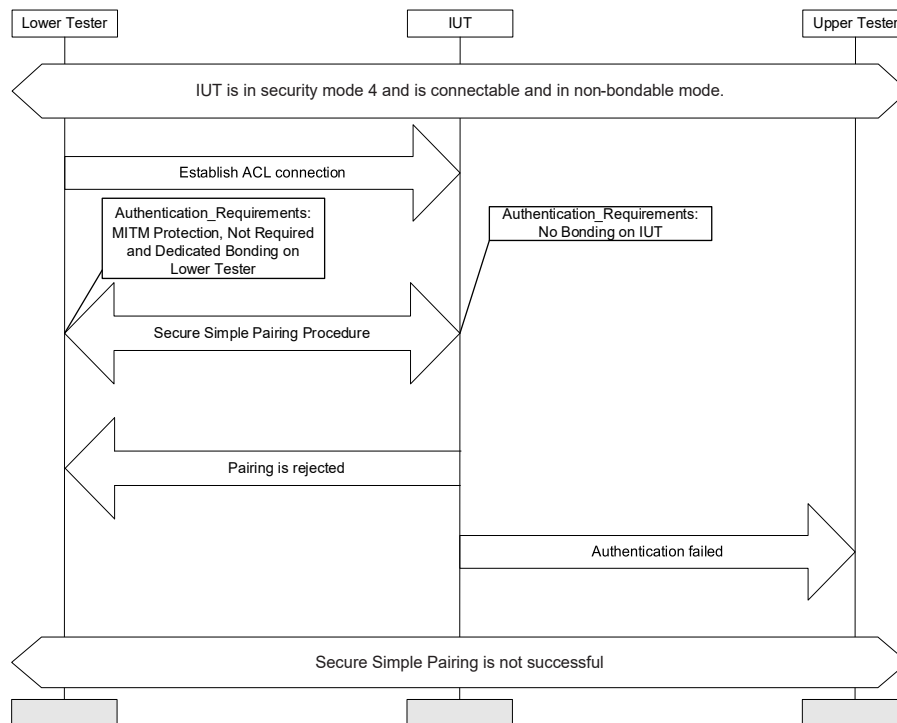 Lower Tester
IUT
Upper Tester
IUT is in security mode 4 and is connectable and in non-bondable mode.
Establish ACL connection
Authentication_Requirements:
MITM Protection, Not Required
and Dedicated Bonding on
Lower Tester
Authentication_Requirements:
No Bonding on IUT
Secure Simple Pairing Procedure
Pairing is rejected
Authentication failed
Secure Simple Pairing is not successful